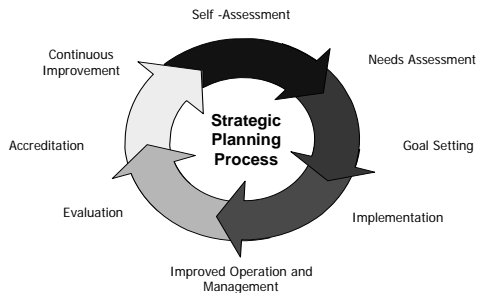 Self -Assessment
Needs Assessment
Goal Setting
Implementation
Improved Operation and
Management
Evaluation
Accreditation
Continuous
Improvement
Strategic
Planning
Process